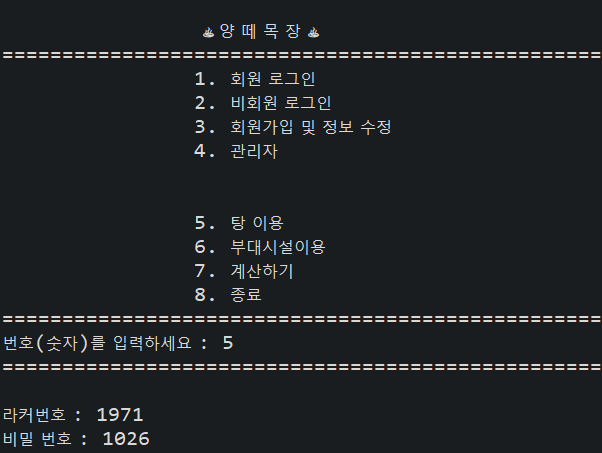 ☕양 떼 목 장☕
==================================================
1. 회원 로그인
2. 비회원 로그인
3. 회원가입 및 정보 수정
4. 관리자
5. 탕 이용
6. 부대시설이용
7. 계산하기
8. 종료
==================================================
번호(숫자)를 입력하세요 : 5
==================================================
라커번호 : 1971
비밀 번호 : 1026